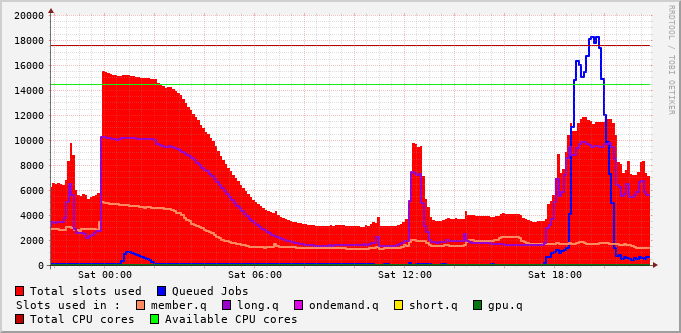 RRDTOOL / TOBI OETIKER
20000
18000
16000
14000
12000
10000
8000
6000
4000
2000
0
Sat 00:00 Sat 06:00 Sat 12:00 Sat 18:00
Total slots used Queued Jobs
Slots used in : member.q long.q ondemand.q short.q gpu.q
Total CPU cores Available CPU cores